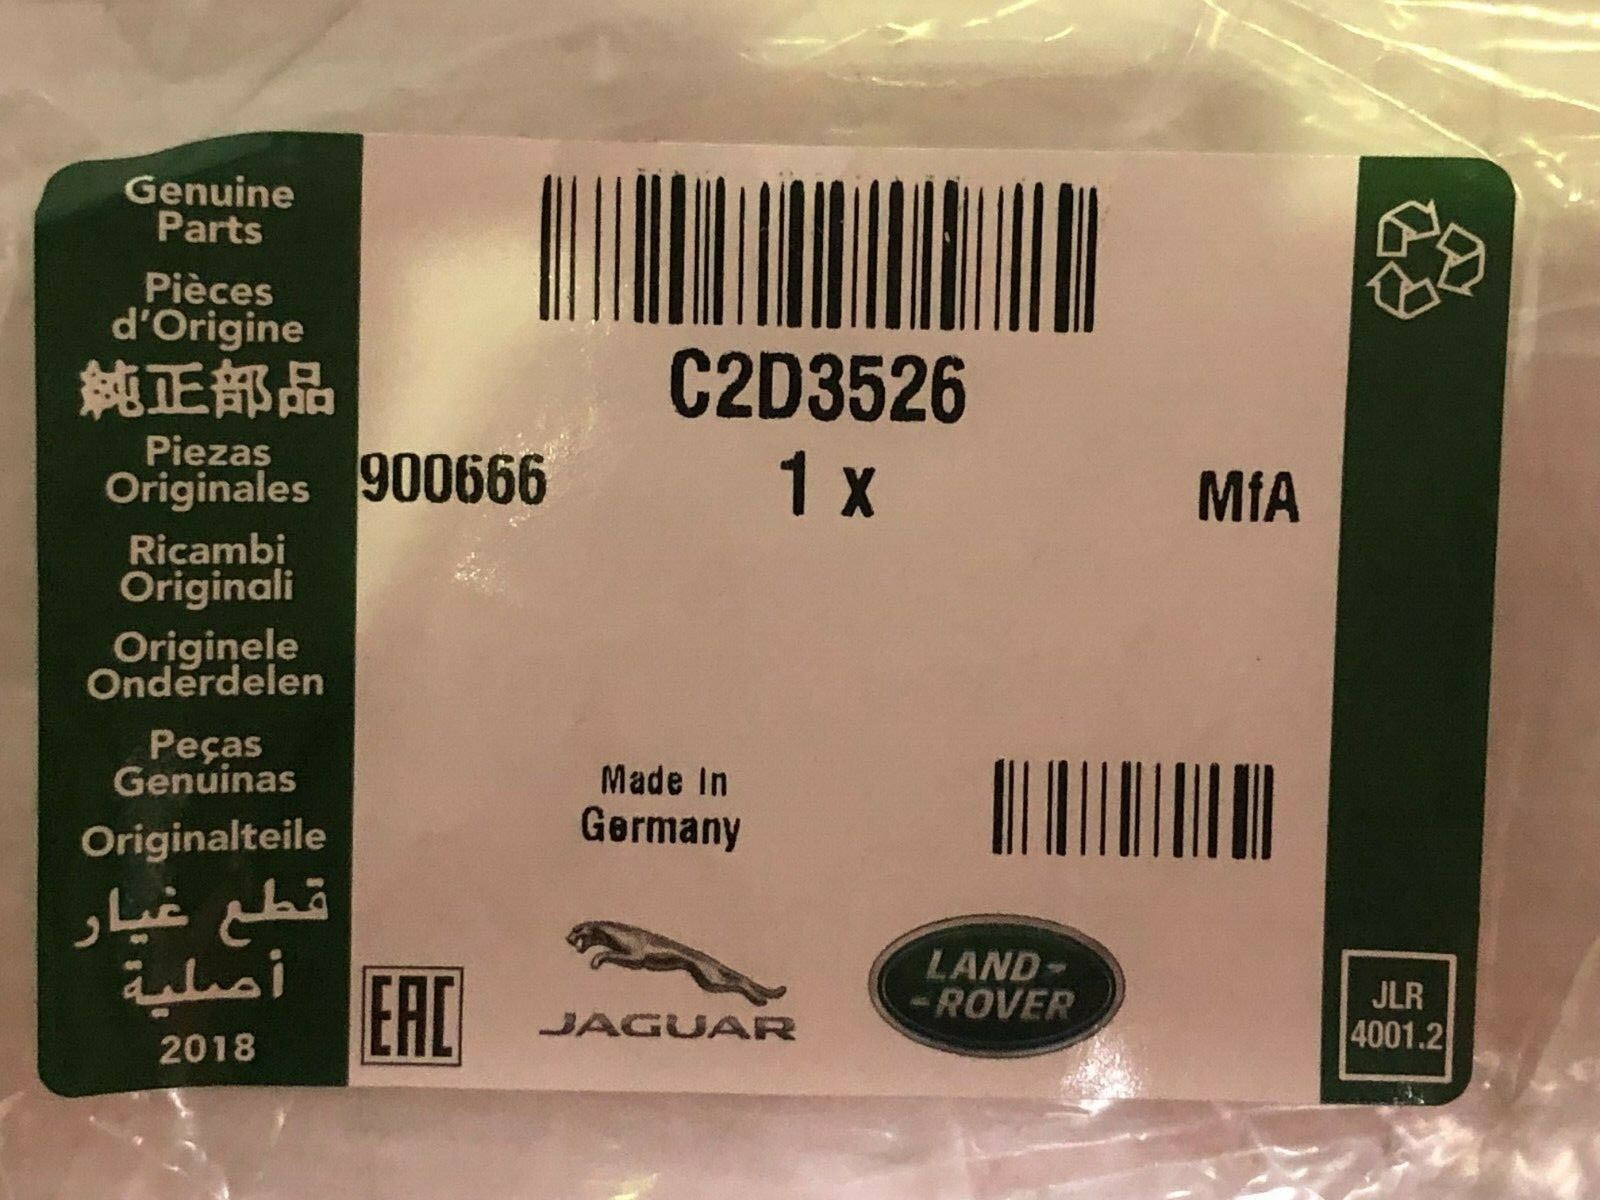 Genuine
Parts
Pièces
d'Origine
純正部品
Piezas
Originales
Ricambi
Originali
Originele
Onderdelen
Peças
Genuinas
Originalteile
قطع غيار
أصلية
2018
C2D3526
900666 1 x MfA
Made In
Germany
EAC
JAGUAR
LAND-
-ROVER
JLR
4001.2